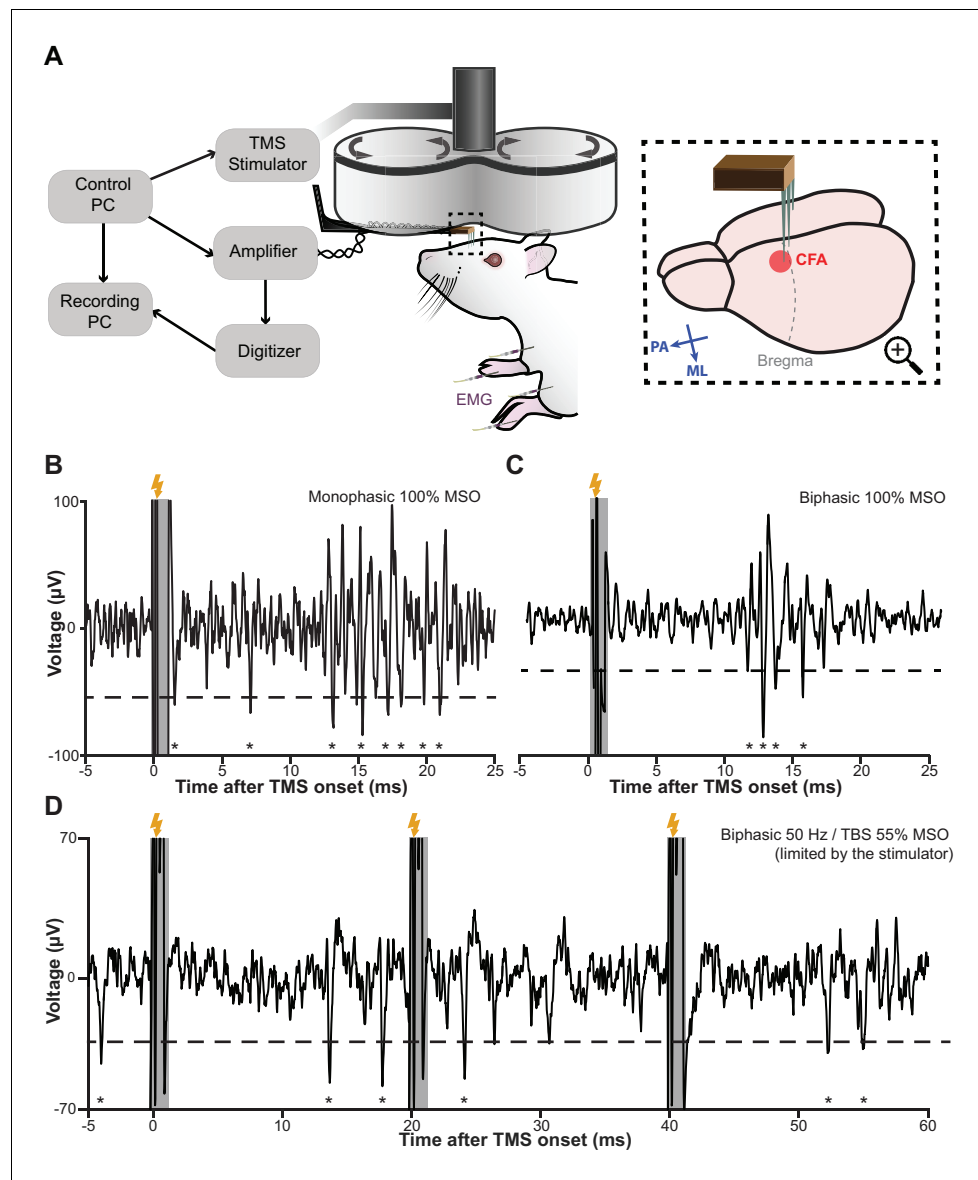 A
TMS
Stimulator
Control
PC
Amplifier
Recording
PC
Digitizer
EMG
CFA
PA
ML
Bregma
B
Monophasic 100% MSO
100
0
-100
Voltage (µV)
* * * * * * * *
-5 0 5 10 15 20 25
Time after TMS onset (ms)
C
Biphasic 100% MSO
* * * *
-5 0 5 10 15 20 25
Time after TMS onset (ms)
D
Biphasic 50 Hz / TBS 55% MSO
(limited by the stimulator)
70
0
-70
Voltage (µV)
* * * * * *
-5 0 10 20 30 40 50 60
Time after TMS onset (ms)